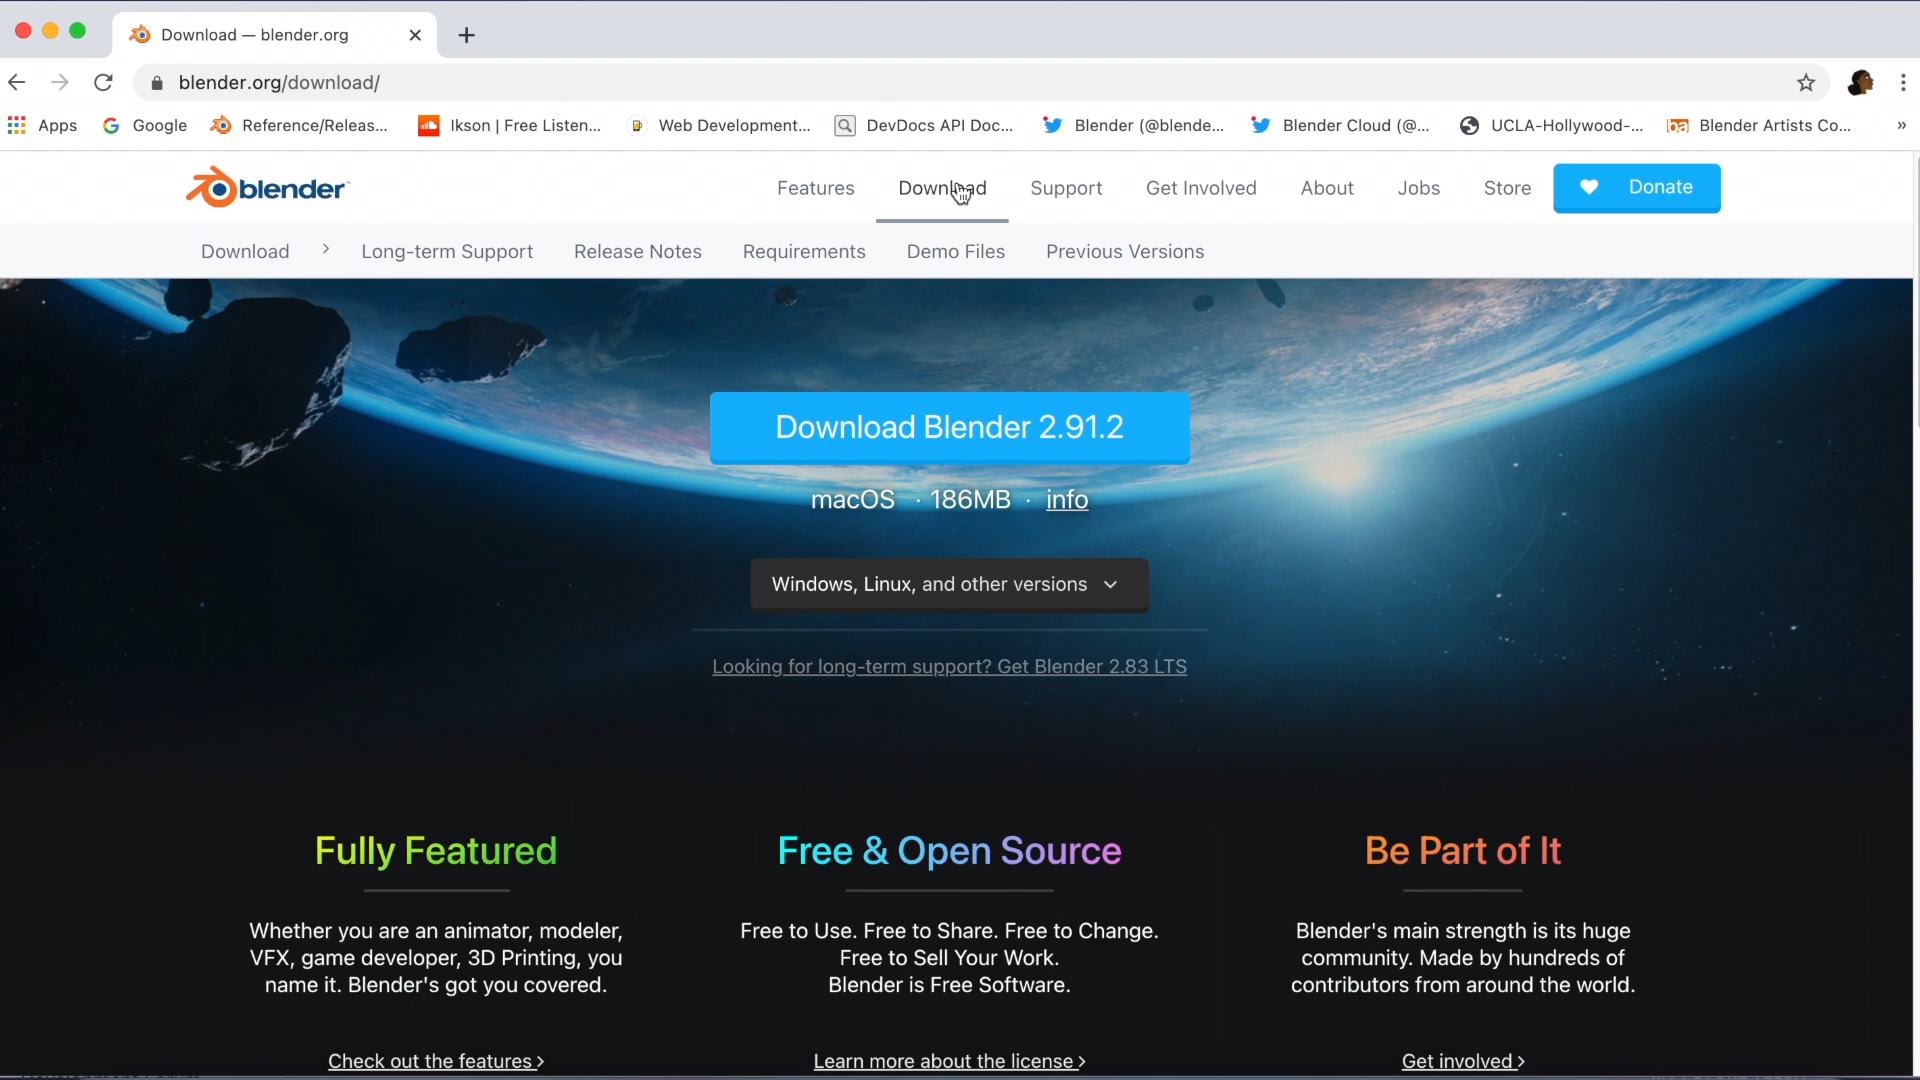 Download — blender.org
blender.org/download/
Apps Google Reference/Releas... Ikson | Free Listen... Web Development... DevDocs API Doc... Blender (@blende... Blender Cloud (@... UCLA-Hollywood-... Blender Artists Co... »
blender
Features Download Support Get Involved About Jobs Store Donate
Download > Long-term Support Release Notes Requirements Demo Files Previous Versions
Download Blender 2.91.2
macOS · 186MB · info
Windows, Linux, and other versions
Looking for long-term support? Get Blender 2.83 LTS
Fully Featured
Whether you are an animator, modeler,
VFX, game developer, 3D Printing, you
name it. Blender's got you covered.
Check out the features >
Free & Open Source
Free to Use. Free to Share. Free to Change.
Free to Sell Your Work.
Blender is Free Software.
Learn more about the license >
Be Part of It
Blender's main strength is its huge
community. Made by hundreds of
contributors from around the world.
Get involved >